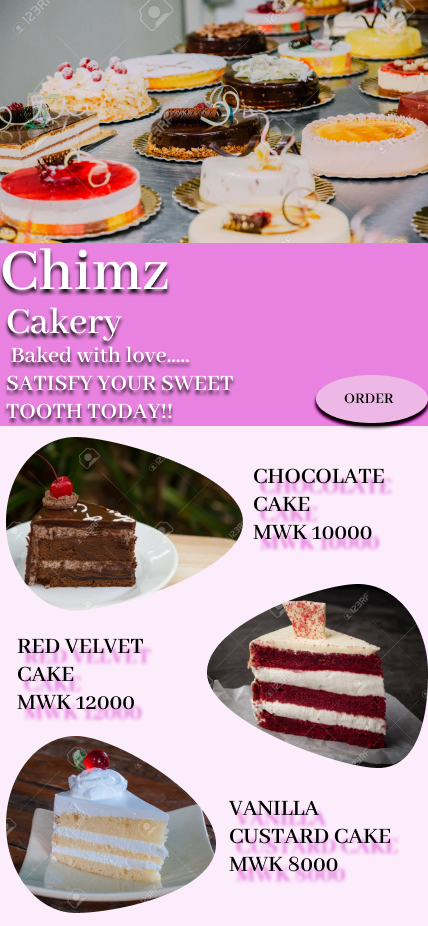 Chimz
Cakery
Baked with love.....
SATISFY YOUR SWEET
TOOTH TODAY!!
ORDER
CHOCOLATE
CAKE
MWK 10000
RED VELVET
CAKE
MWK 12000
VANILLA
CUSTARD CAKE
MWK 8000